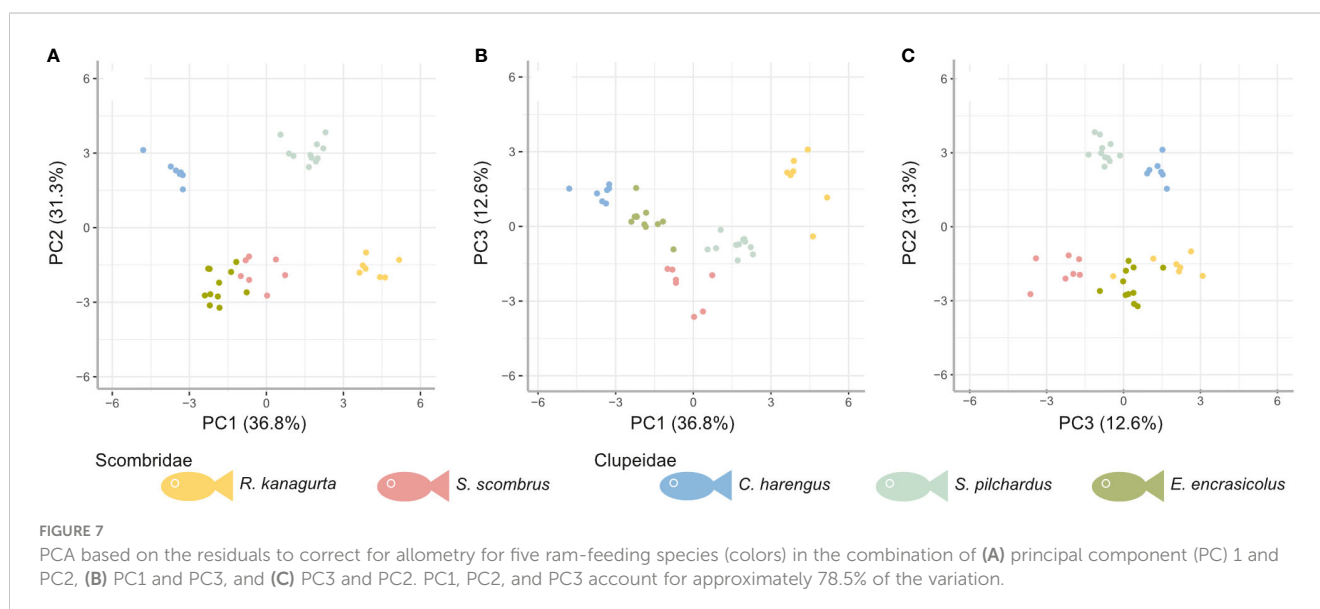 A
6
3
0
−3
−6
PC2 (31.3%)
−6 −3 0 3 6
PC1 (36.8%)
B
6
3
0
−3
−6
PC3 (12.6%)
−6 −3 0 3 6
PC1 (36.8%)
C
6
3
0
−3
−6
PC2 (31.3%)
−6 −3 0 3 6
PC3 (12.6%)
Scombridae Clupeidae
R. kanagurta S. scombrus C. harengus S. pilchardus E. encrasicolus
FIGURE 7
PCA based on the residuals to correct for allometry for five ram-feeding species (colors) in the combination of (A) principal component (PC) 1 and
PC2, (B) PC1 and PC3, and (C) PC3 and PC2. PC1, PC2, and PC3 account for approximately 78.5% of the variation.